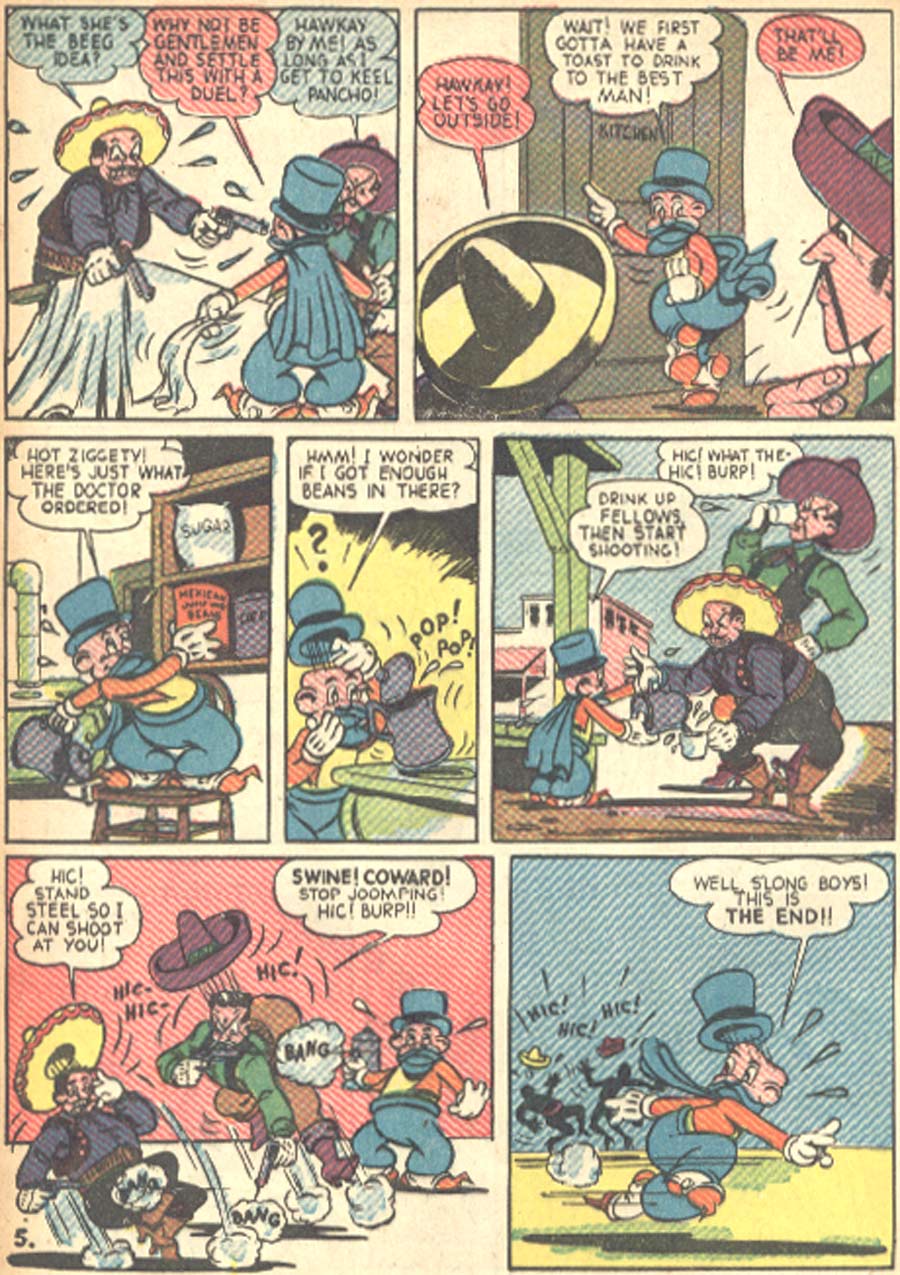 WHAT SHE'S
THE BEEG
IDEA?
WHY NOT BE
GENTLEMEN
AND SETTLE
THIS WITH A
DUEL?
HAWKAY
BY ME! AS
LONG AS I
GET TO KEEL
PANCHO!
HAWKAY!
LET'S GO
OUTSIDE!
WAIT! WE FIRST
GOTTA HAVE A
TOAST TO DRINK
TO THE BEST
MAN!
THAT'LL
BE ME!
KITCHEN
HOT ZIGGETY!
HERE'S JUST WHAT
THE DOCTOR
ORDERED!
SUGAR
MEXICAN
JUMPING
BEANS
HMM! I WONDER
IF I GOT ENOUGH
BEANS IN THERE?
?
POP!
POP!
HIC! WHAT THE-
HIC! BURP!
DRINK UP
FELLOWS,
THEN START
SHOOTING!
HIC!
STAND
STEEL SO I
CAN SHOOT
AT YOU!
SWINE! COWARD!
STOP JOOMPING!
HIC! BURP!!
HIC-
HIC-
HIC!
BANG
BANG
BANG
5.
WELL, S'LONG BOYS!
THIS IS
THE END!!
HIC!
HIC!
HIC!